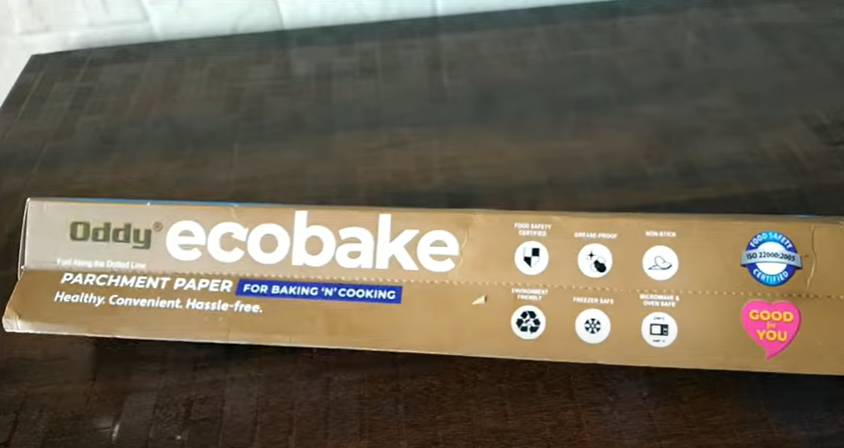 Oddy® ecobake
Fold Along the Dotted Line
PARCHMENT PAPER FOR BAKING 'N' COOKING
Healthy. Convenient. Hassle-free.
FOOD SAFETY
CERTIFIED
GREASE-PROOF
NON-STICK
ENVIRONMENT
FRIENDLY
FREEZER SAFE
MICROWAVE &
OVEN SAFE
FOOD SAFETY
ISO 22000:2005
CERTIFIED
GOOD
for
YOU